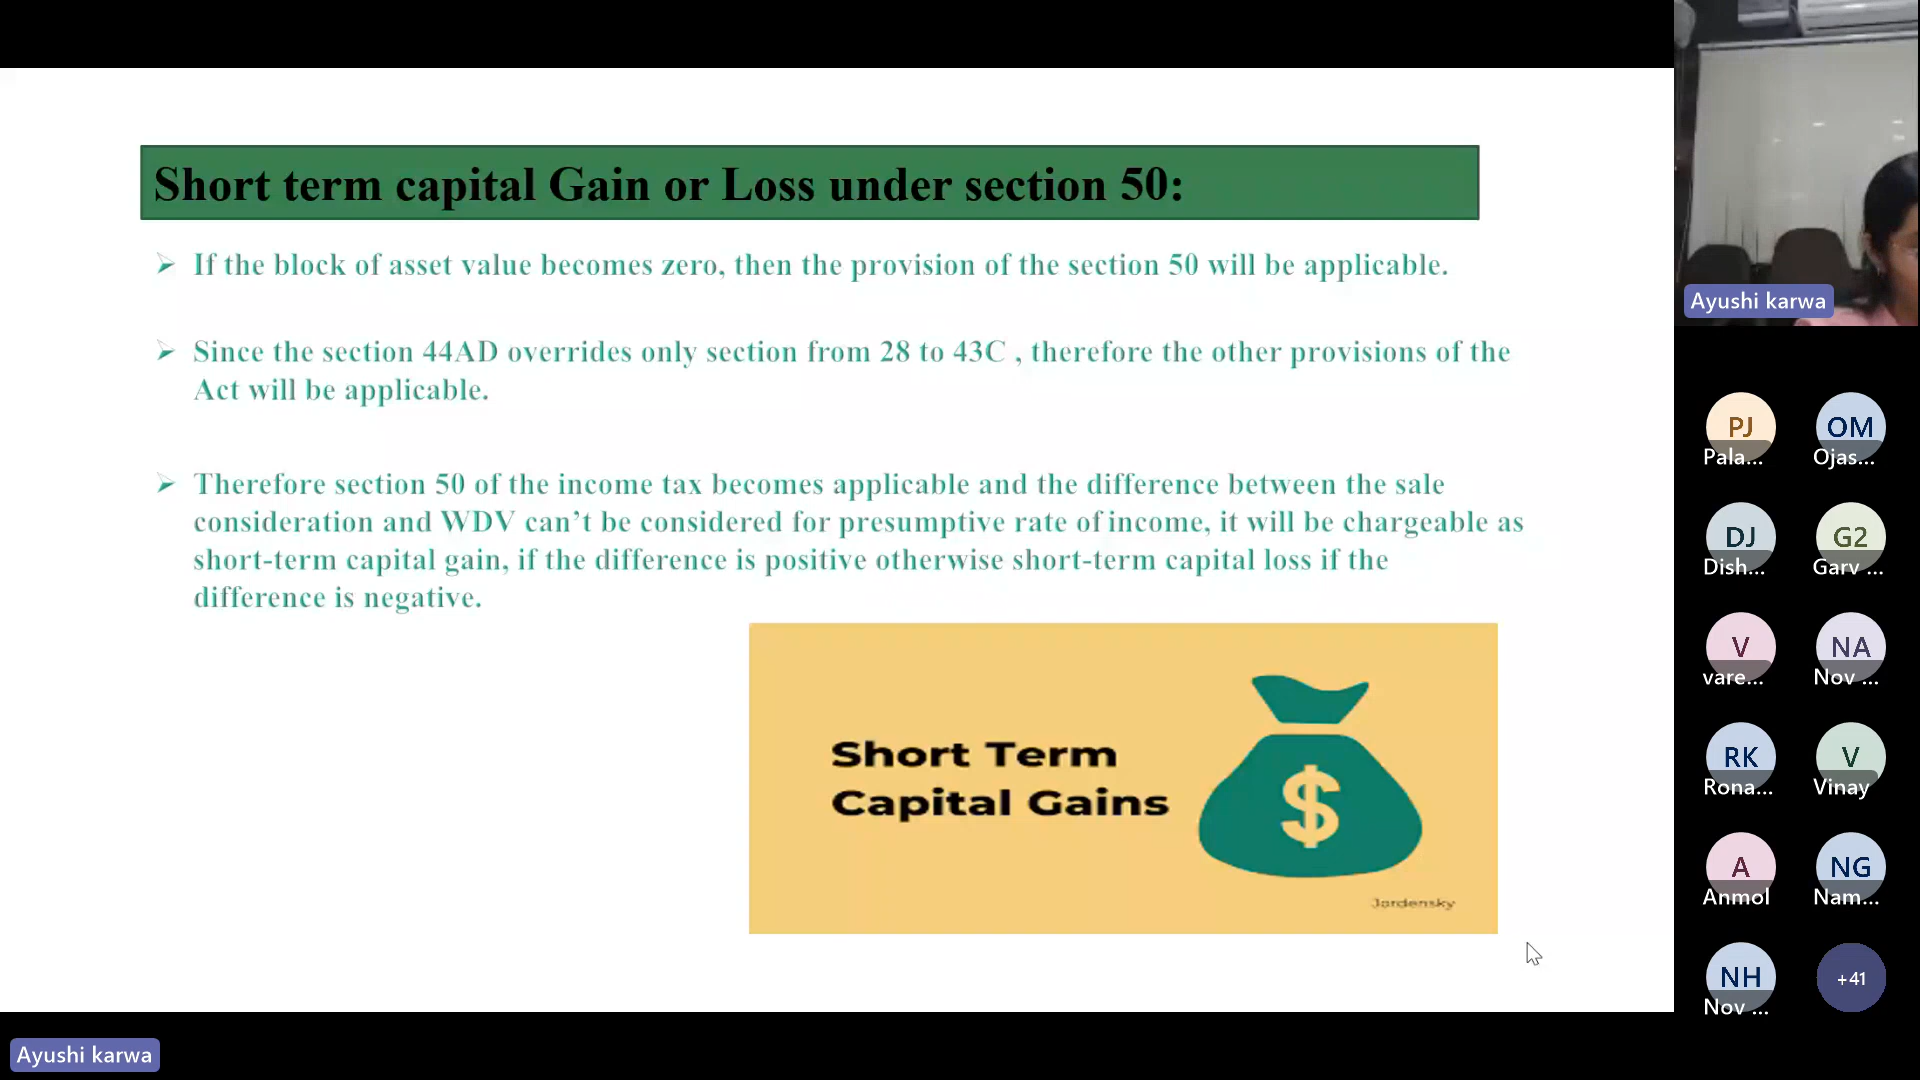 Short term capital Gain or Loss under section 50:
➢ If the block of asset value becomes zero, then the provision of the section 50 will be applicable.
➢ Since the section 44AD overrides only section from 28 to 43C , therefore the other provisions of the
Act will be applicable.
➢ Therefore section 50 of the income tax becomes applicable and the difference between the sale
consideration and WDV can’t be considered for presumptive rate of income, it will be chargeable as
short-term capital gain, if the difference is positive otherwise short-term capital loss if the
difference is negative.
Short Term
Capital Gains
$
Jordensky
Ayushi karwa
PJ
Pala...
OM
Ojas...
DJ
Dish...
G2
Garv ...
V
vare...
NA
Nov ...
RK
Rona...
V
Vinay
A
Anmol
NG
Nam...
NH
Nov ...
+41
Ayushi karwa